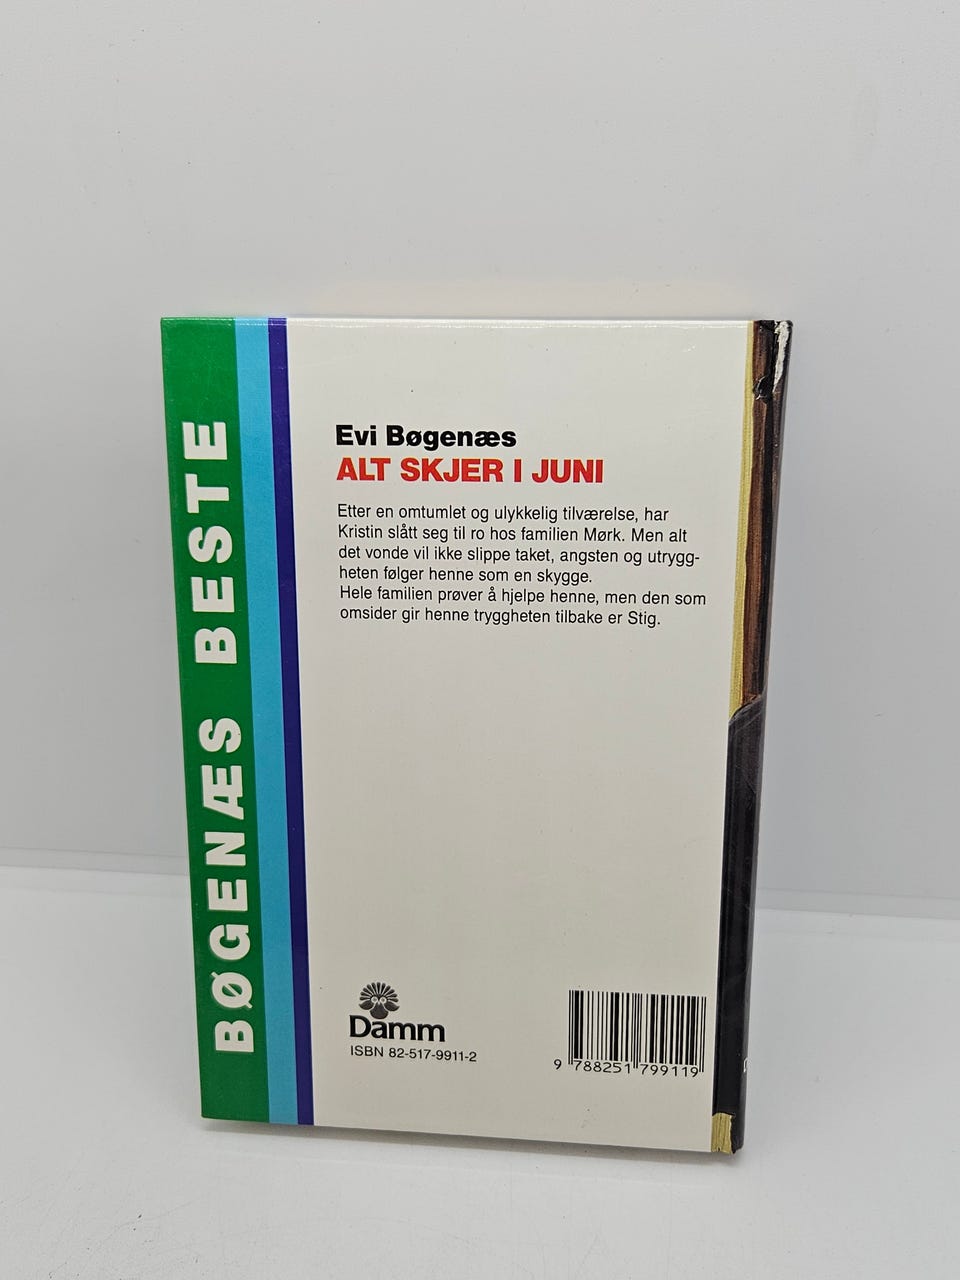 BØGENÆS BESTE
Evi Bøgenæs
ALT SKJER I JUNI
Etter en omtumlet og ulykkelig tilværelse, har
Kristin slått seg til ro hos familien Mørk. Men alt
det vonde vil ikke slippe taket, angsten og utrygg-
heten følger henne som en skygge.
Hele familien prøver å hjelpe henne, men den som
omsider gir henne tryggheten tilbake er Stig.
Damm
ISBN 82-517-9911-2
9 788251 799119